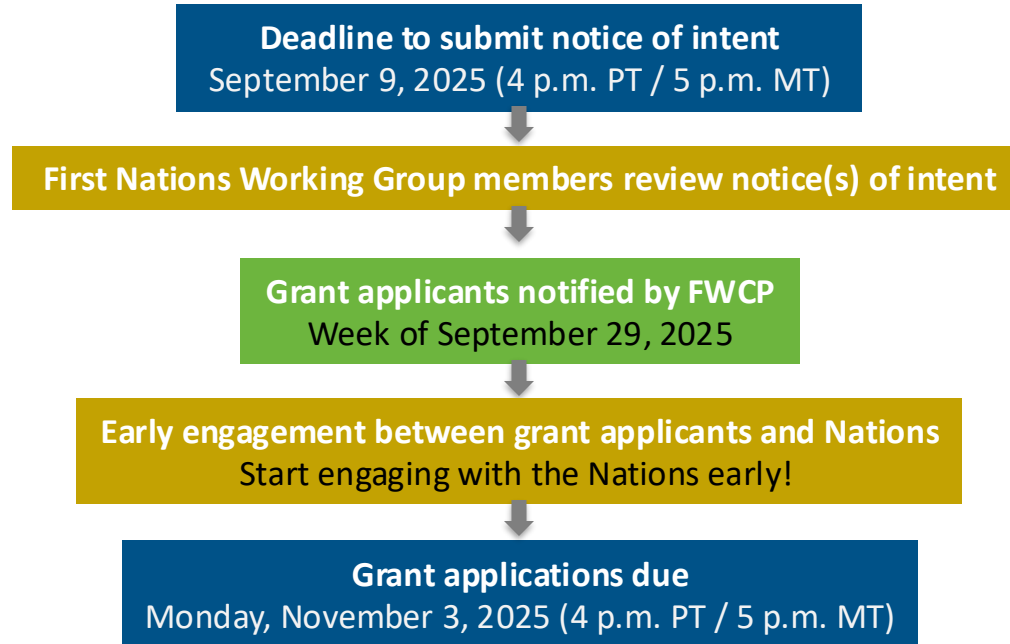 Deadline to submit notice of intent
September 9, 2025 (4 p.m. PT / 5 p.m. MT)
First Nations Working Group members review notice(s) of intent
Grant applicants notified by FWCP
Week of September 29, 2025
Early engagement between grant applicants and Nations
Start engaging with the Nations early!
Grant applications due
Monday, November 3, 2025 (4 p.m. PT / 5 p.m. MT)